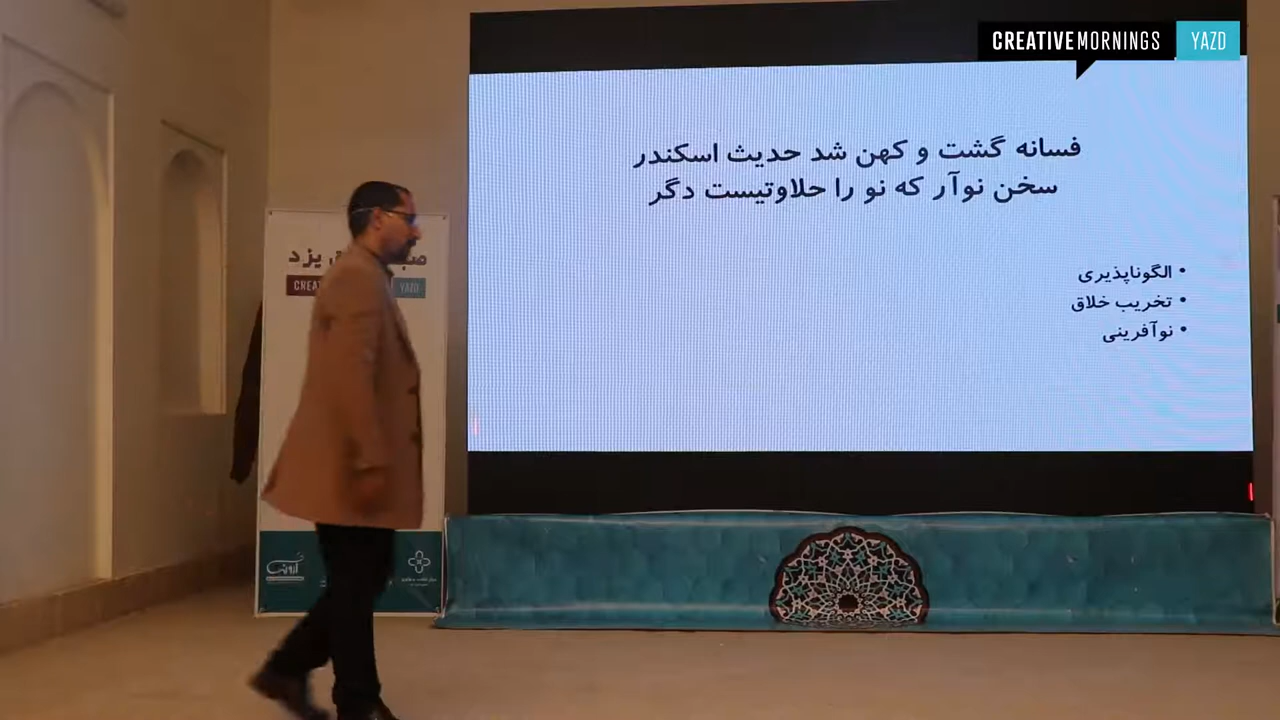 CREATIVEMORNINGS YAZD
فسانه گشت و کهن شد حدیث اسکندر
سخن نوآر که نو را حلاوتیست دگر
• الگوناپذیری
• تخریب خلاق
• نوآفرینی
یزد
CREA
YAZD